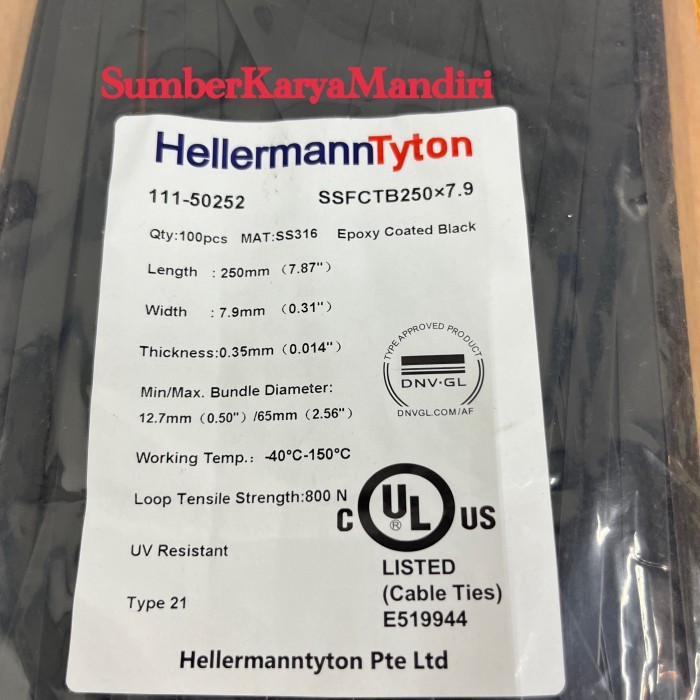 SumberKaryaMandiri
HellermannTyton
111-50252 SSFCTB250×7.9
Qty:100pcs MAT:SS316 Epoxy Coated Black
Length : 250mm (7.87")
Width : 7.9mm (0.31")
Thickness:0.35mm (0.014")
Min/Max. Bundle Diameter:
12.7mm (0.50") /65mm (2.56")
Working Temp.: -40°C-150°C
Loop Tensile Strength:800 N
UV Resistant
Type 21
TYPE APPROVED PRODUCT
DNV·GL
DNVGL.COM/AF
C UL ® US
LISTED
(Cable Ties)
E519944
Hellermanntyton Pte Ltd